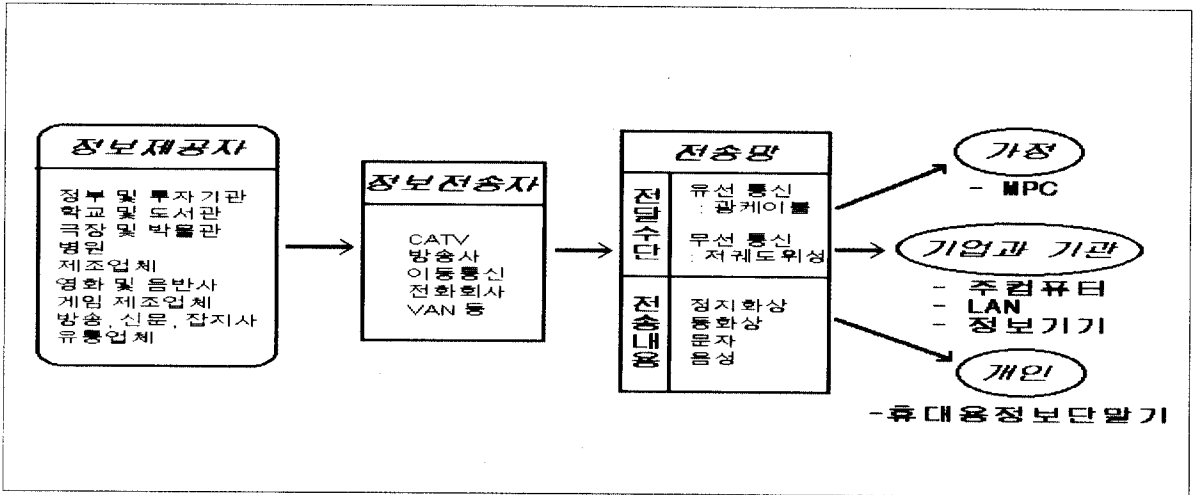 정보제공자
정부 및 투자기관
학교 및 도서관
극장 및 박물관
병원
제조업체
영화 및 음반사
게임 제조업체
방송, 신문, 잡지사
유통업체
정보전송자
CATV
방송사
이동통신
전화회사
VAN 등
전송망
전달수단
유선 통신
: 광케이블
무선 통신
: 저궤도위성
전송내용
정지화상
동화상
문자
음성
가정
- MPC
기업과 기관
- 주컴퓨터
- LAN
- 정보기기
개인
-휴대용정보단말기